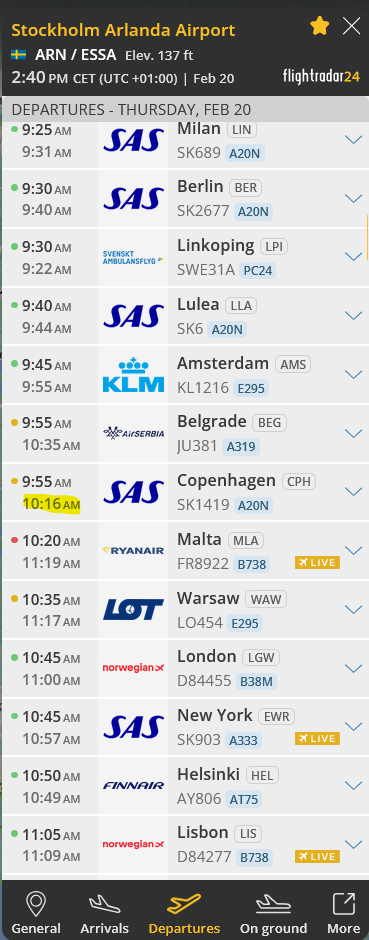 Stockholm Arlanda Airport
ARN / ESSA Elev. 137 ft
2:40 PM CET (UTC +01:00) | Feb 20
flightradar24
DEPARTURES - THURSDAY, FEB 20
9:25 AM SAS Milan LIN
9:31 AM SK689 A20N
9:30 AM SAS Berlin BER
9:40 AM SK2677 A20N
9:30 AM SVENSKT AMBULANSFLYG Linkoping LPI
9:22 AM SWE31A PC24
9:40 AM SAS Lulea LLA
9:44 AM SK6 A20N
9:45 AM KLM Amsterdam AMS
9:55 AM KL1216 E295
9:55 AM AirSERBIA Belgrade BEG
10:35 AM JU381 A319
9:55 AM SAS Copenhagen CPH
10:16 AM SK1419 A20N
10:20 AM RYANAIR Malta MLA
11:19 AM FR8922 B738 LIVE
10:35 AM LOT Warsaw WAW
11:17 AM LO454 E295
10:45 AM norwegian London LGW
11:00 AM D84455 B38M
10:45 AM SAS New York EWR
10:57 AM SK903 A333 LIVE
10:50 AM FINNAIR Helsinki HEL
10:49 AM AY806 AT75
11:05 AM norwegian Lisbon LIS
11:09 AM D84277 B738 LIVE
General Arrivals Departures On ground More